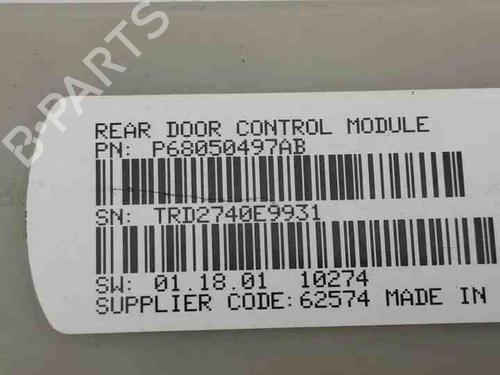 REAR DOOR CONTROL MODULE
PN: P68050497AB
SN: TRD2740E9931
SW: 01.18.01 10274
SUPPLIER CODE: 62574 MADE IN
B-PARTS